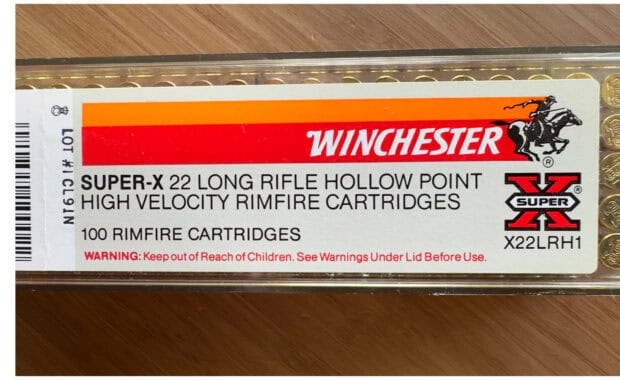 LOT #1CL91N
WINCHESTER
®
SUPER-X 22 LONG RIFLE HOLLOW POINT
HIGH VELOCITY RIMFIRE CARTRIDGES
100 RIMFIRE CARTRIDGES
WARNING: Keep out of Reach of Children. See Warnings Under Lid Before Use.
X
SUPER
®
X22LRH1